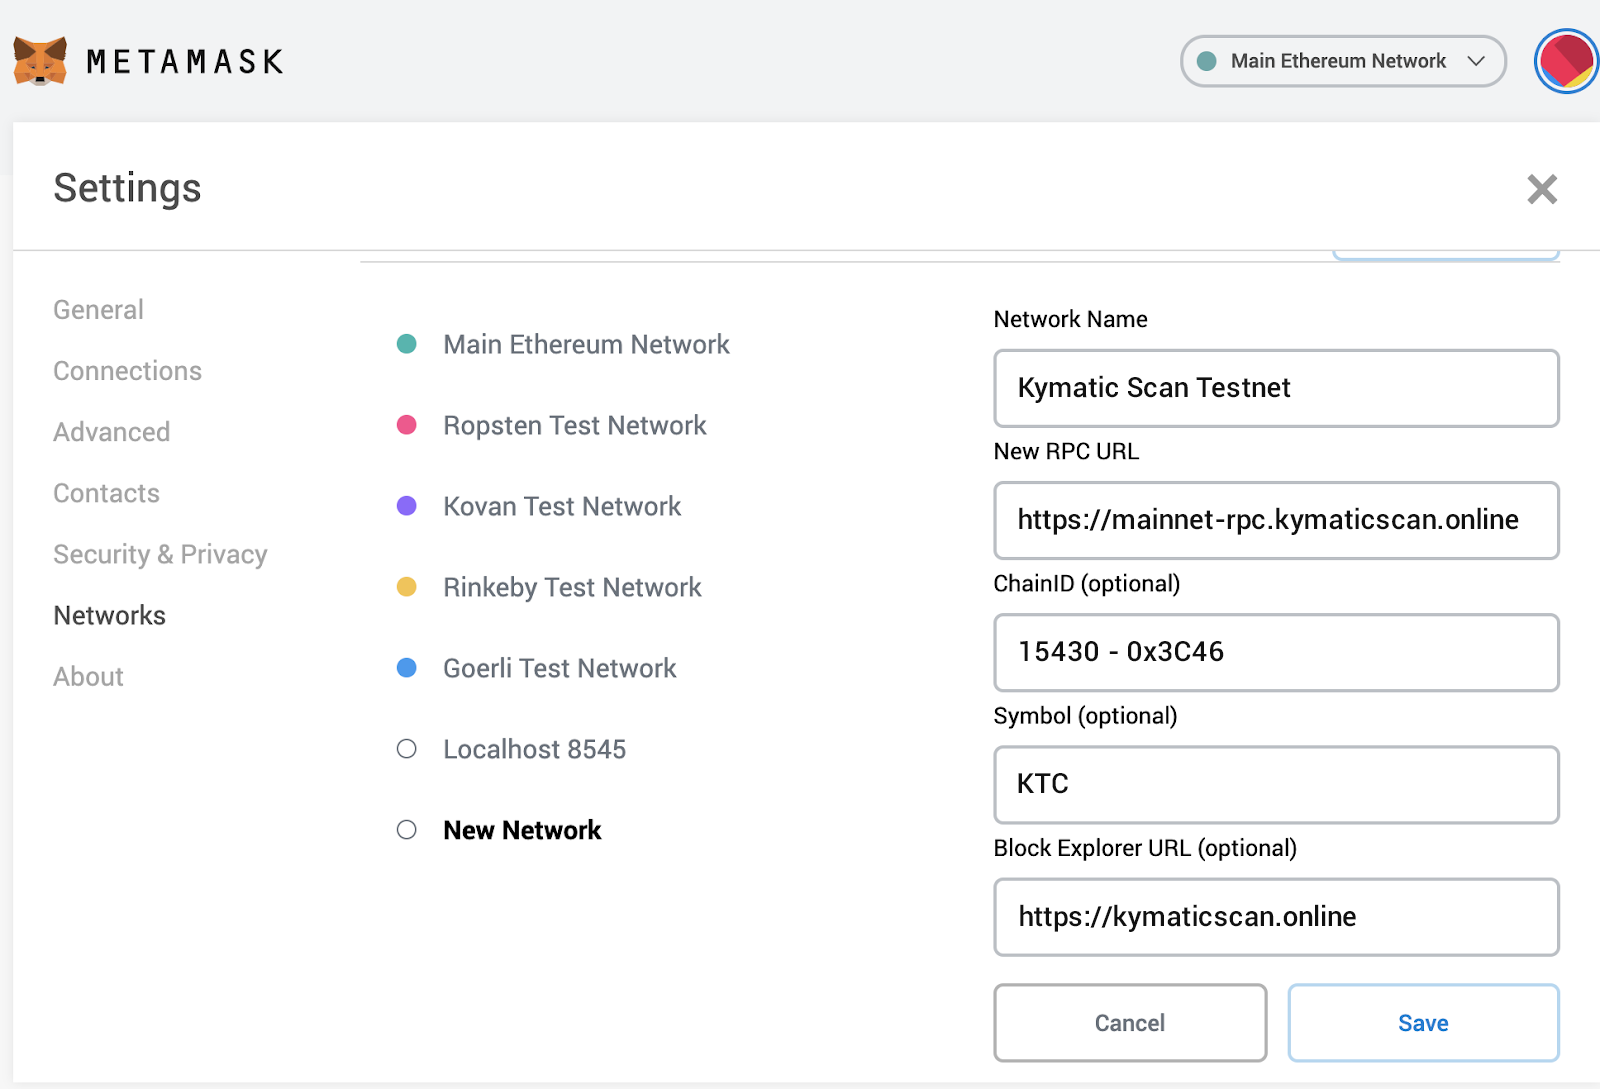 METAMASK
Main Ethereum Network
Settings
General
Connections
Advanced
Contacts
Security & Privacy
Networks
About
Main Ethereum Network
Ropsten Test Network
Kovan Test Network
Rinkeby Test Network
Goerli Test Network
Localhost 8545
New Network
Network Name
Kymatic Scan Testnet
New RPC URL
https://mainnet-rpc.kymaticscan.online
ChainID (optional)
15430 - 0x3C46
Symbol (optional)
KTC
Block Explorer URL (optional)
https://kymaticscan.online
Cancel
Save